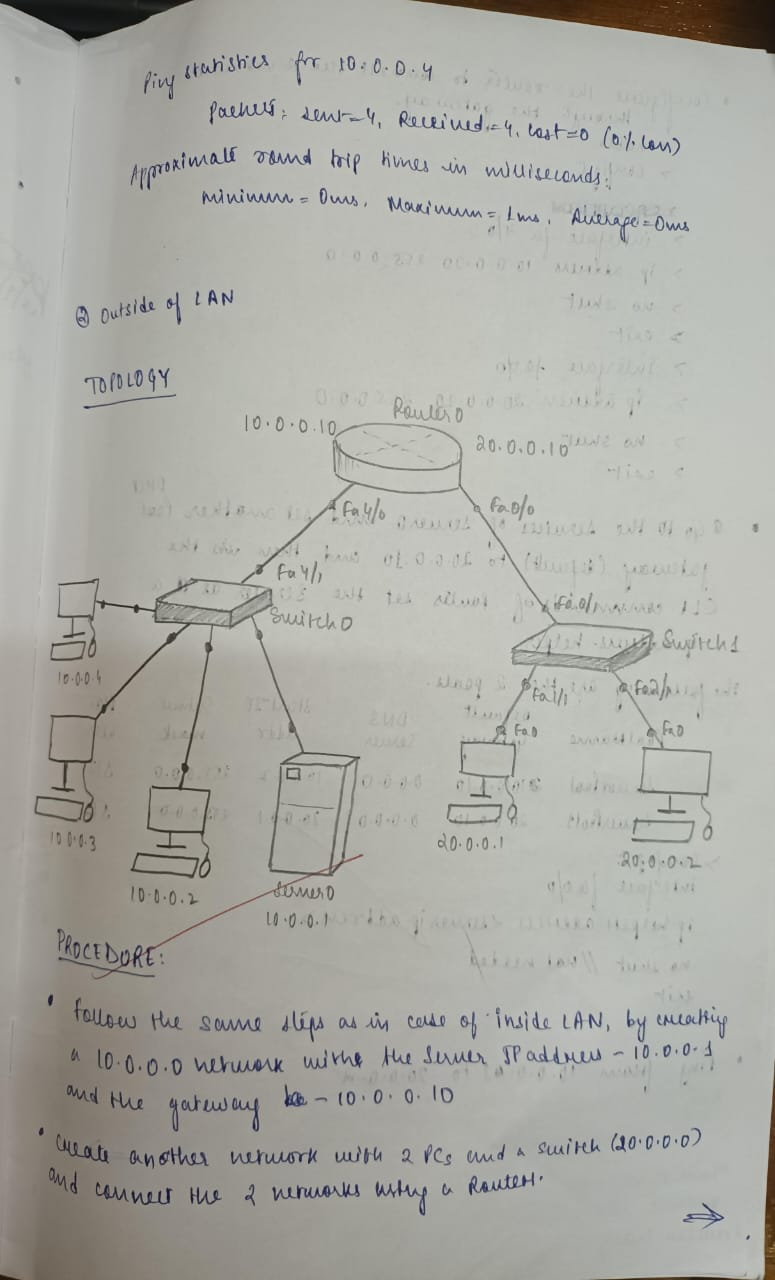 Ping statistics for 10.0.0.4
Packets: sent=4, Received=4, lost=0 (0% loss)
Approximate round trip times in milliseconds:
Minimum = 0ms, Maximum = 1ms, Average=0ms
② Outside of LAN
TOPOLOGY
Router0
10.0.0.10
20.0.0.10
Fa4/0
Fa0/0
Fa4/1
Fa0/1
Switch0
Switch1
10.0.0.4
Fa1/1
Fa2/1
Fa0
Fa0
10.0.0.3
20.0.0.1
20.0.0.2
10.0.0.2
Server0
10.0.0.1
PROCEDURE:
• Follow the same steps as in case of inside LAN, by creating
a 10.0.0.0 network with the Server IP address - 10.0.0.1
and the gateway - 10.0.0.10
• Create another network with 2 PCs and a switch (20.0.0.0)
and connect the 2 networks using a Router.
⇒